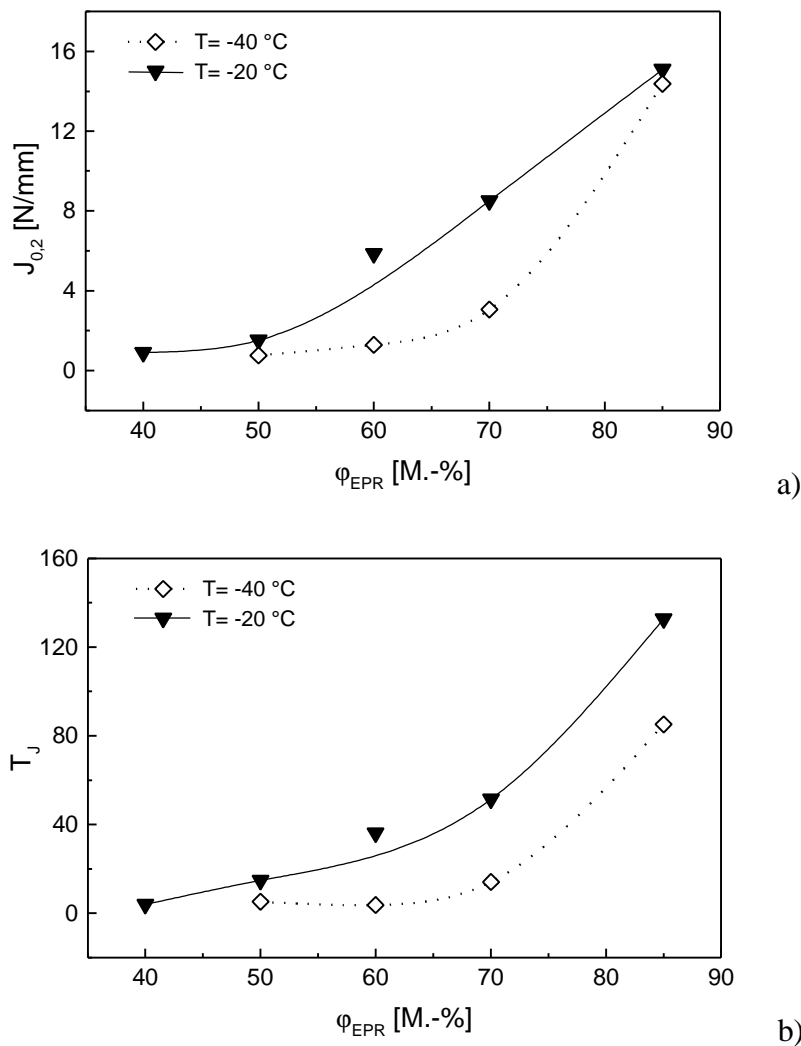 T= -40 °C
T= -20 °C
16
12
8
4
0
J0,2 [N/mm]
40 50 60 70 80 90
φEPR [M.-%]
a)
T= -40 °C
T= -20 °C
160
120
80
40
0
TJ
40 50 60 70 80 90
φEPR [M.-%]
b)